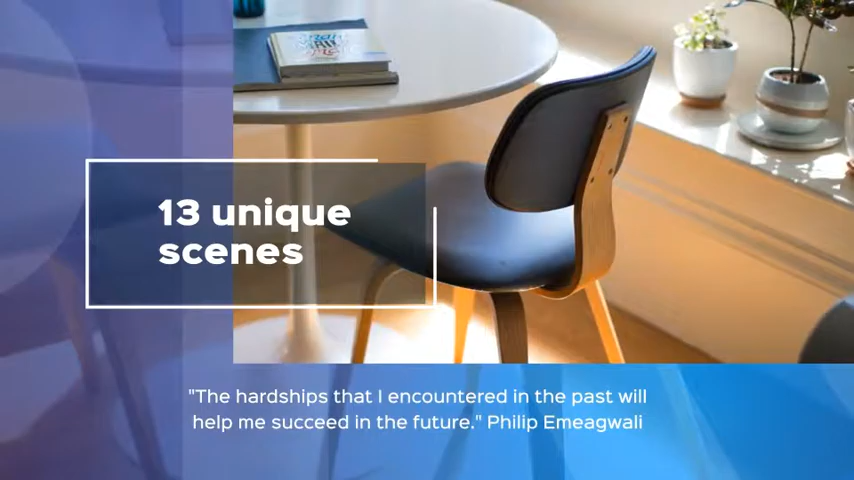 13 unique
scenes
"The hardships that I encountered in the past will
help me succeed in the future." Philip Emeagwali